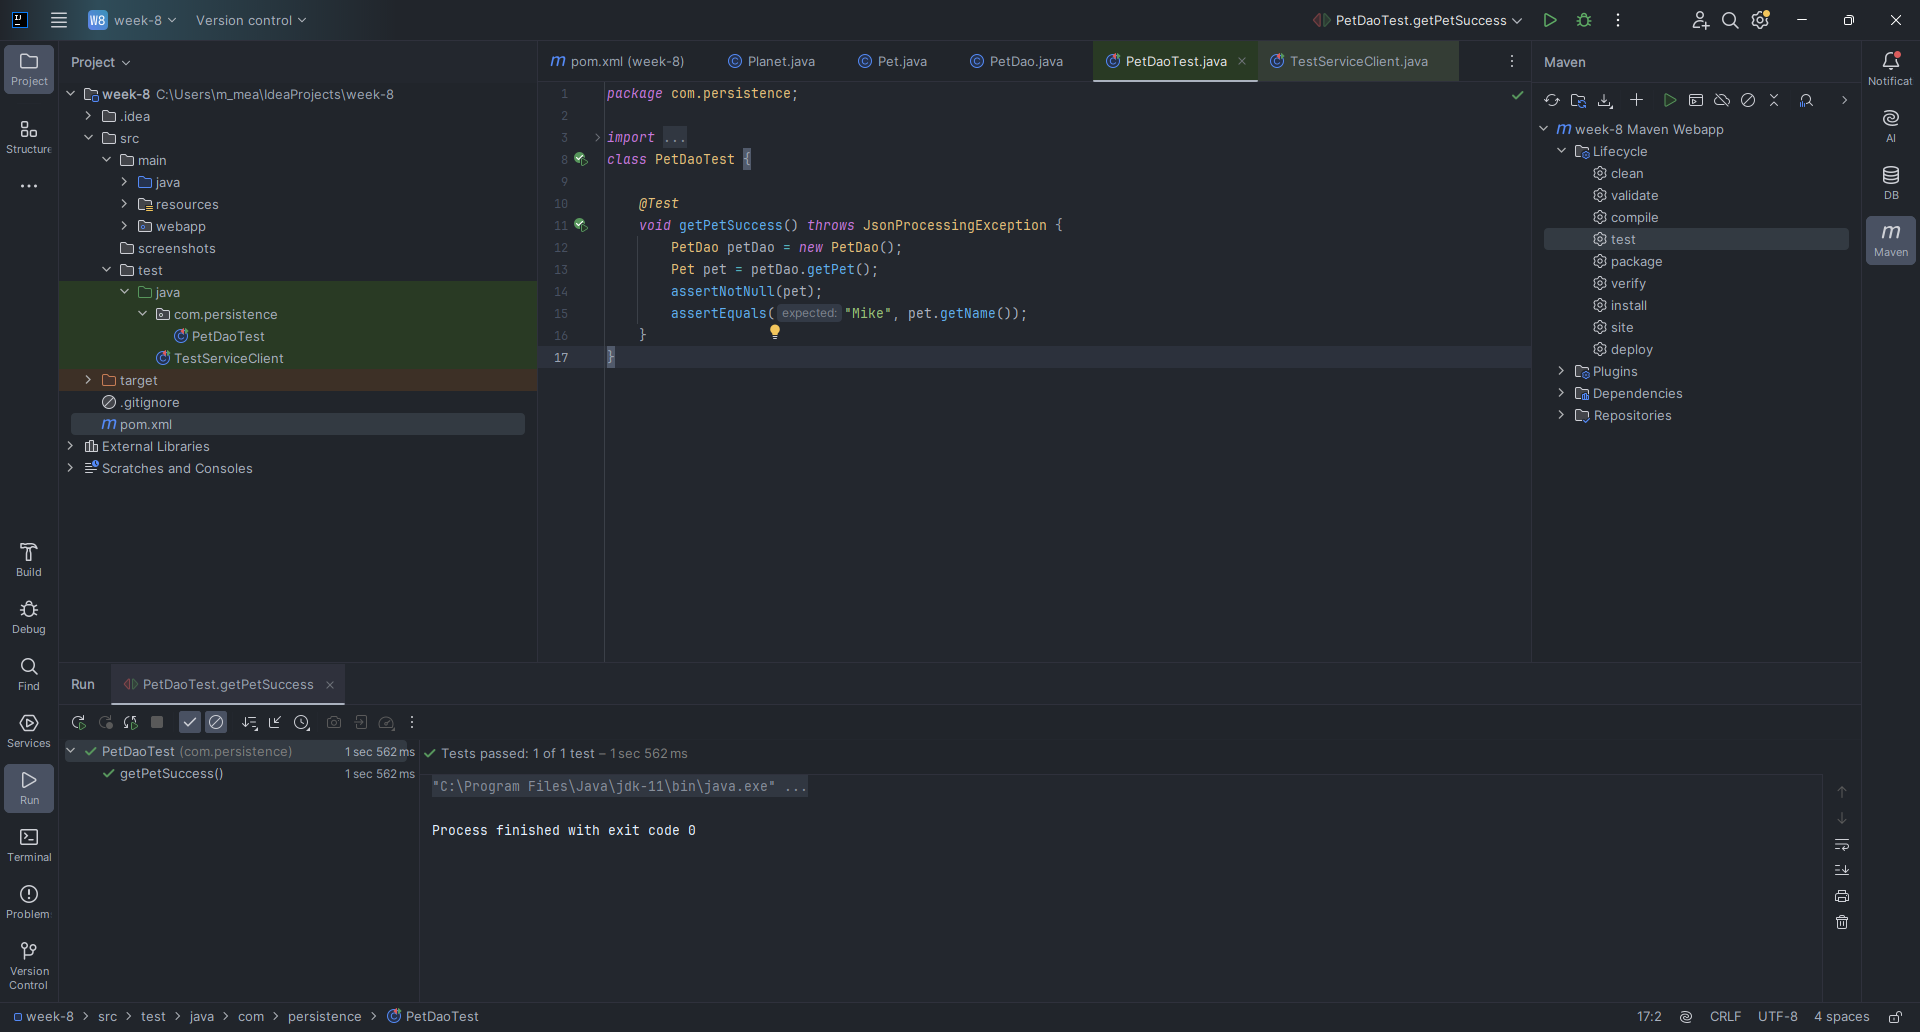 W8 week-8 Version control PetDaoTest.getPetSuccess
Project
Structure
Build
Debug
Find
Services
Run
Terminal
Problem
Version
Control
Project
week-8 C:\Users\m_mea\IdeaProjects\week-8
.idea
src
main
java
resources
webapp
screenshots
test
java
com.persistence
PetDaoTest
TestServiceClient
target
.gitignore
m pom.xml
External Libraries
Scratches and Consoles
m pom.xml (week-8) Planet.java Pet.java PetDao.java PetDaoTest.java TestServiceClient.java
1 package com.persistence;
2
3 import ...
8 class PetDaoTest {
9
10 @Test
11 void getPetSuccess() throws JsonProcessingException {
12 PetDao petDao = new PetDao();
13 Pet pet = petDao.getPet();
14 assertNotNull(pet);
15 assertEquals( expected: "Mike", pet.getName());
16 }
17 }
Maven
m week-8 Maven Webapp
Lifecycle
clean
validate
compile
test
package
verify
install
site
deploy
Plugins
Dependencies
Repositories
Notificat
AI
DB
m
Maven
Run PetDaoTest.getPetSuccess
PetDaoTest (com.persistence) 1 sec 562 ms
getPetSuccess() 1 sec 562 ms
Tests passed: 1 of 1 test – 1 sec 562 ms
"C:\Program Files\Java\jdk-11\bin\java.exe" ...
Process finished with exit code 0
week-8 > src > test > java > com > persistence > PetDaoTest
17:2 CRLF UTF-8 4 spaces